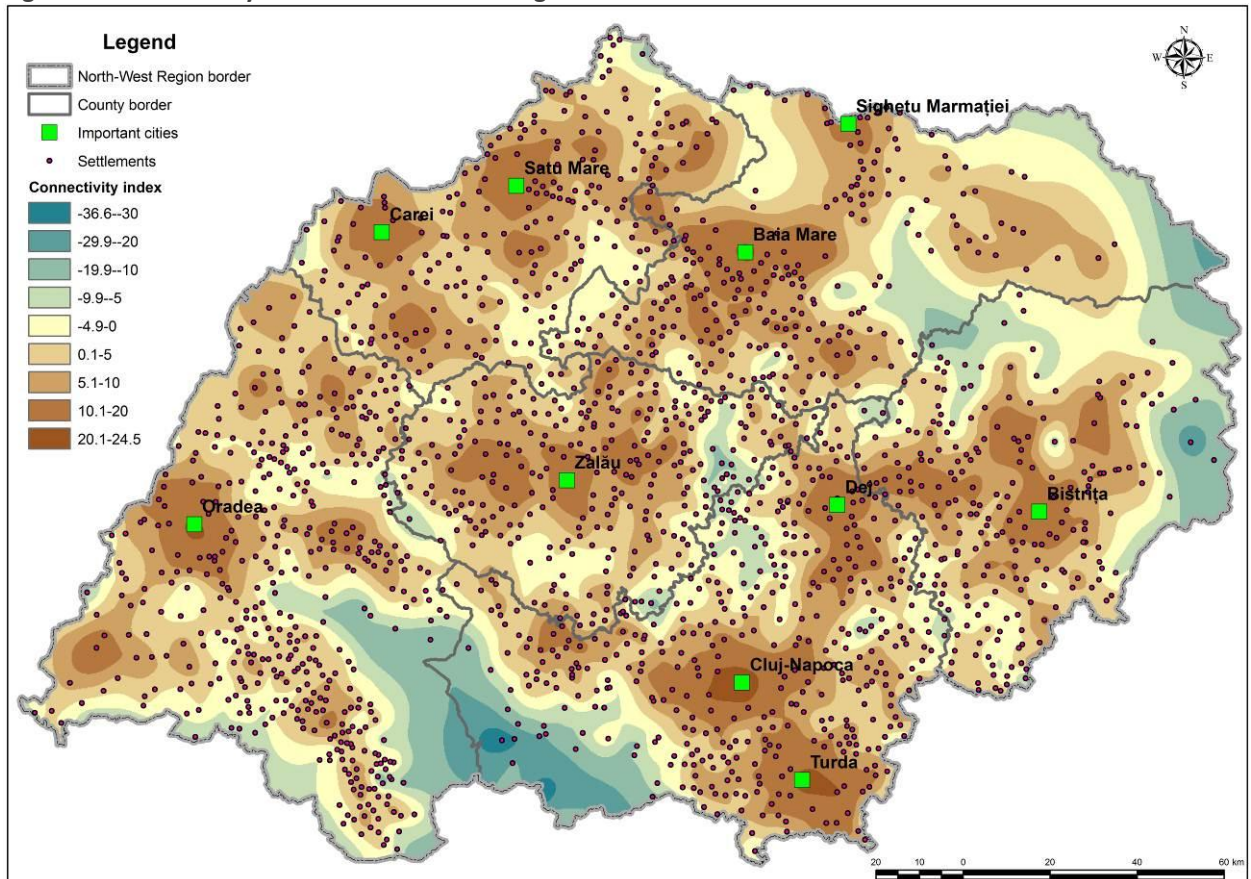 Legend
North-West Region border
County border
Important cities
Settlements
Connectivity index
-36.6--30
-29.9--20
-19.9--10
-9.9--5
-4.9-0
0.1-5
5.1-10
10.1-20
20.1-24.5
N
W E
S
Sighetu Marmației
Satu Mare
Carei
Baia Mare
Zalău
Dej
Bistrița
Oradea
Cluj-Napoca
Turda
20 10 0 20 40 60 km